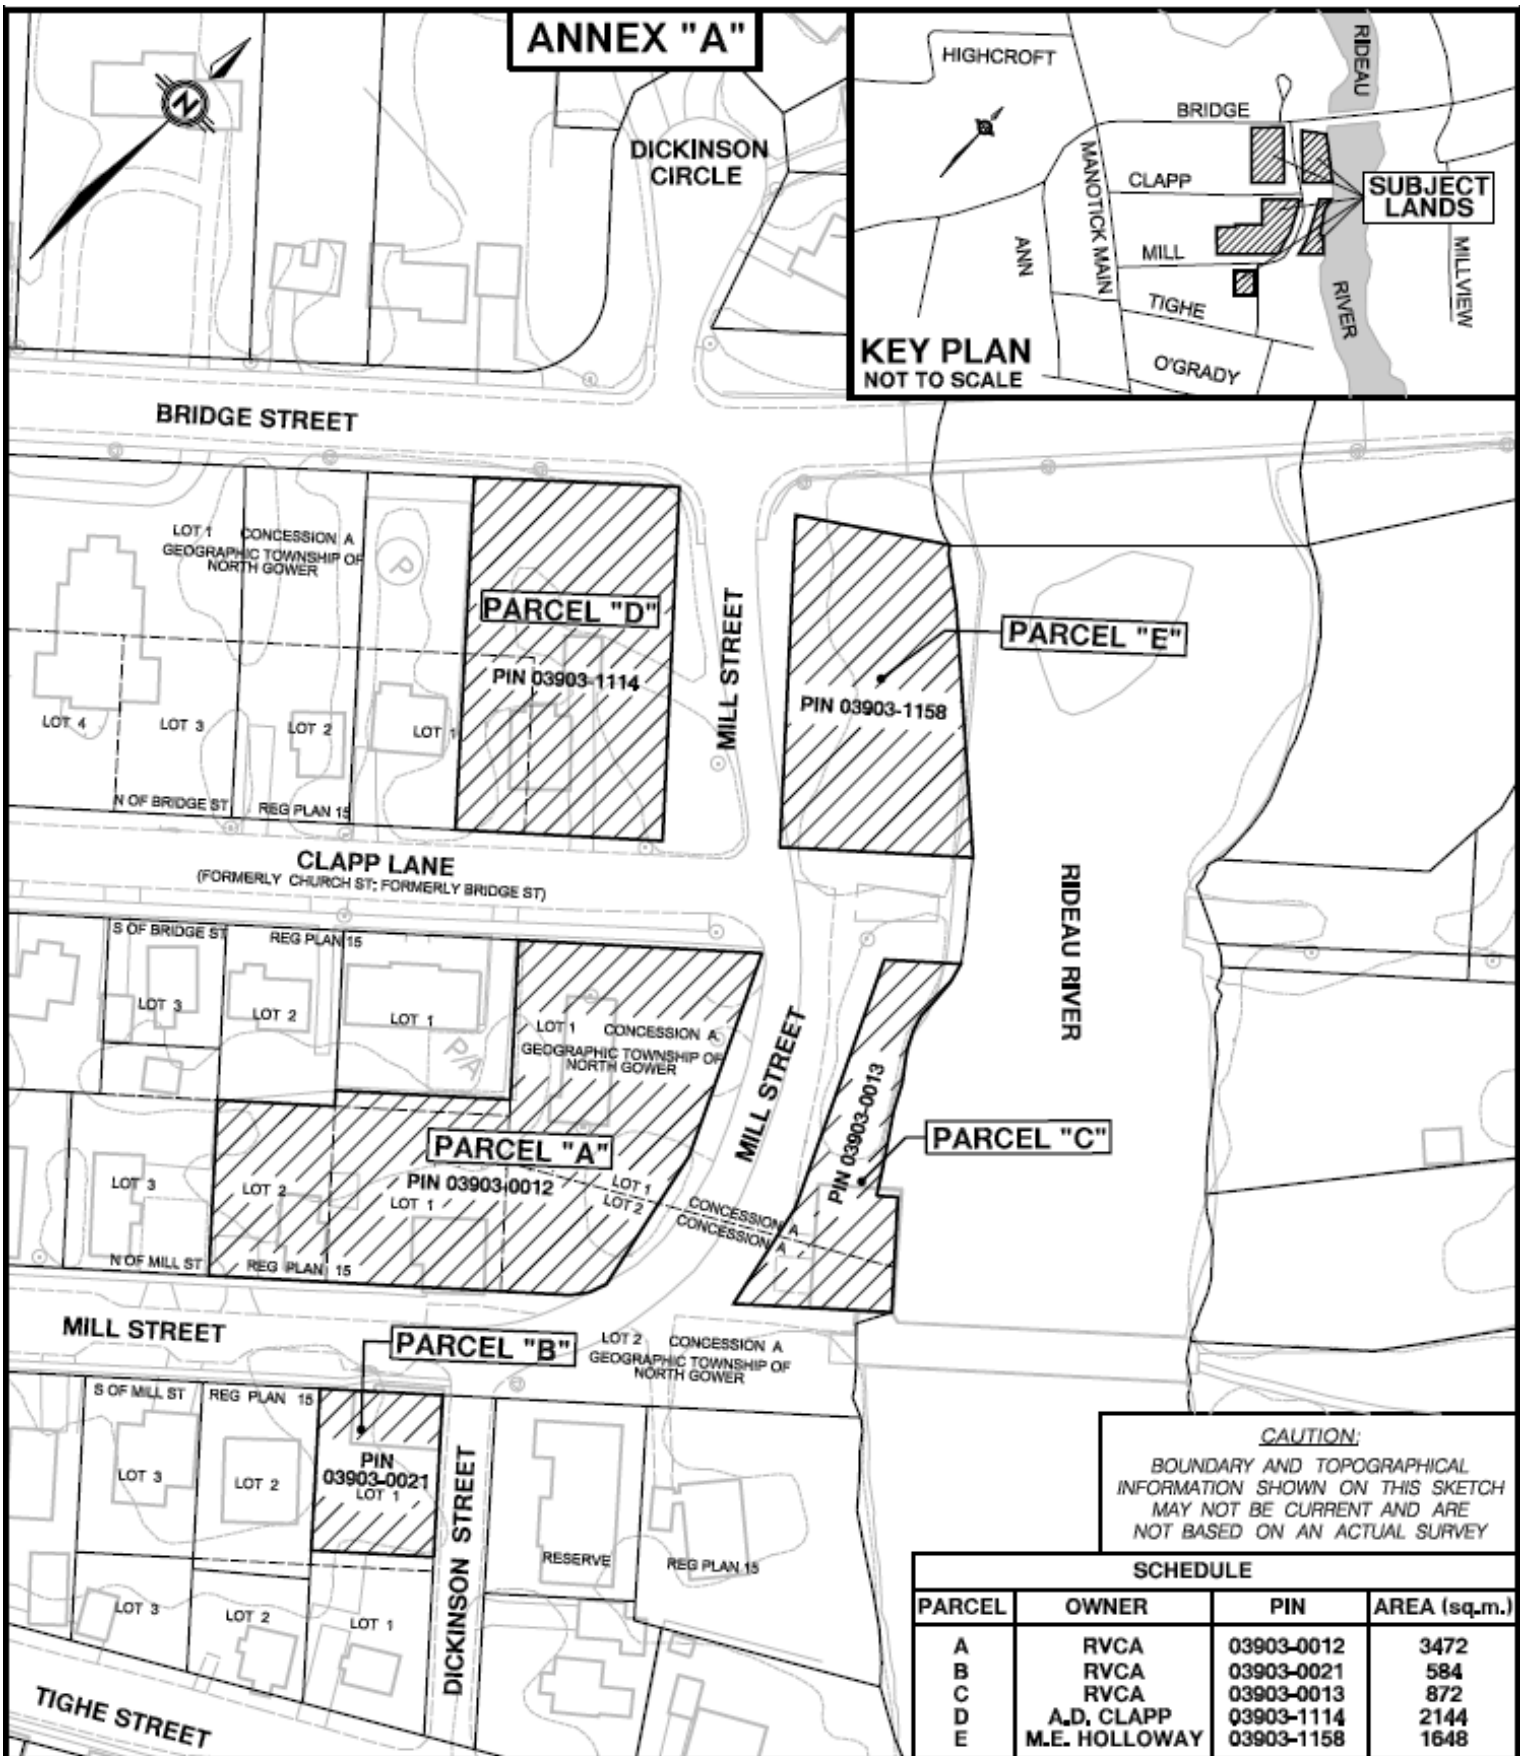 ANNEX "A"
N
DICKINSON
CIRCLE
HIGHCROFT
RIDEAU
BRIDGE
MANOTICK MAIN
CLAPP
SUBJECT
LANDS
ANN
MILL
MILLVIEW
TIGHE
RIVER
O'GRADY
KEY PLAN
NOT TO SCALE
BRIDGE STREET
LOT 1 CONCESSION A
GEOGRAPHIC TOWNSHIP OF
NORTH GOWER
P
PARCEL "D"
PIN 03903-1114
MILL STREET
PARCEL "E"
PIN 03903-1158
LOT 4
LOT 3
LOT 2
LOT 1
N OF BRIDGE ST
REG PLAN 15
CLAPP LANE
(FORMERLY CHURCH ST; FORMERLY BRIDGE ST)
RIDEAU RIVER
S OF BRIDGE ST
REG PLAN 15
LOT 3
LOT 2
LOT 1
P/A
LOT 1 CONCESSION A
GEOGRAPHIC TOWNSHIP OF
NORTH GOWER
MILL STREET
PIN 03903-0013
PARCEL "C"
PARCEL "A"
PIN 03903-0012
LOT 3
LOT 2
LOT 1
LOT 1
LOT 2
CONCESSION A
CONCESSION A
N OF MILL ST
REG PLAN 15
MILL STREET
PARCEL "B"
LOT 2 CONCESSION A
GEOGRAPHIC TOWNSHIP OF
NORTH GOWER
S OF MILL ST
REG PLAN 15
LOT 3
LOT 2
PIN
03903-0021
LOT 1
DICKINSON STREET
RESERVE
REG PLAN 15
LOT 3
LOT 2
LOT 1
TIGHE STREET
CAUTION:
BOUNDARY AND TOPOGRAPHICAL
INFORMATION SHOWN ON THIS SKETCH
MAY NOT BE CURRENT AND ARE
NOT BASED ON AN ACTUAL SURVEY
SCHEDULE
PARCEL OWNER PIN AREA (sq.m.)
A RVCA 03903-0012 3472
B RVCA 03903-0021 584
C RVCA 03903-0013 872
D A.D. CLAPP 03903-1114 2144
E M.E. HOLLOWAY 03903-1158 1648